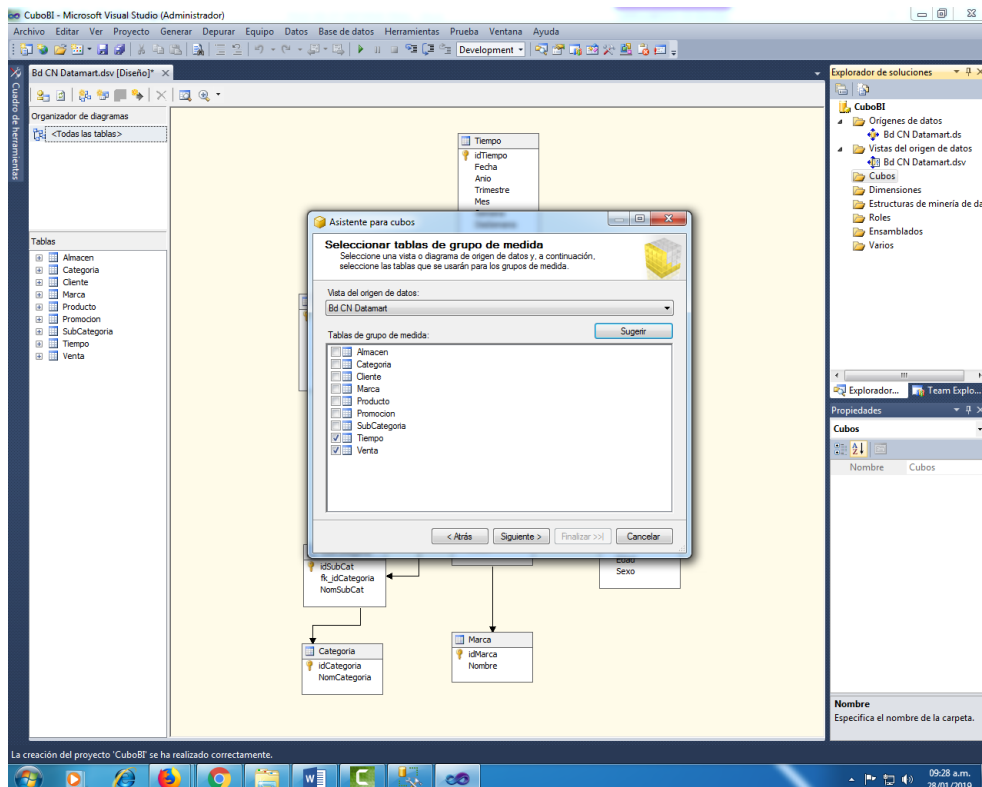 CuboBI - Microsoft Visual Studio (Administrador)
Archivo Editar Ver Proyecto Generar Depurar Equipo Datos Base de datos Herramientas Prueba Ventana Ayuda
Development
Cuadro de herramientas
Bd CN Datamart.dsv [Diseño]*
Organizador de diagramas
<Todas las tablas>
Tablas
Almacen
Categoria
Cliente
Marca
Producto
Promocion
SubCategoria
Tiempo
Venta
Tiempo
idTiempo
Fecha
Anio
Trimestre
Mes
Asistente para cubos
Seleccionar tablas de grupo de medida
Seleccione una vista o diagrama de origen de datos y, a continuación,
seleccione las tablas que se usarán para los grupos de medida.
Vista del origen de datos:
Bd CN Datamart
Tablas de grupo de medida:
Sugerir
Almacen
Categoria
Cliente
Marca
Producto
Promocion
SubCategoria
Tiempo
Venta
< Atrás
Siguiente >
Finalizar >>|
Cancelar
idSubCat
fk_idCategoria
NomSubCat
Edad
Sexo
Categoria
idCategoria
NomCategoria
Marca
idMarca
Nombre
Explorador de soluciones
CuboBI
Orígenes de datos
Bd CN Datamart.ds
Vistas del origen de datos
Bd CN Datamart.dsv
Cubos
Dimensiones
Estructuras de minería de da
Roles
Ensamblados
Varios
Explorador...
Team Explo...
Propiedades
Cubos
Nombre Cubos
Nombre
Especifica el nombre de la carpeta.
La creación del proyecto 'CuboBI' se ha realizado correctamente.
09:28 a.m.
28/01/2019